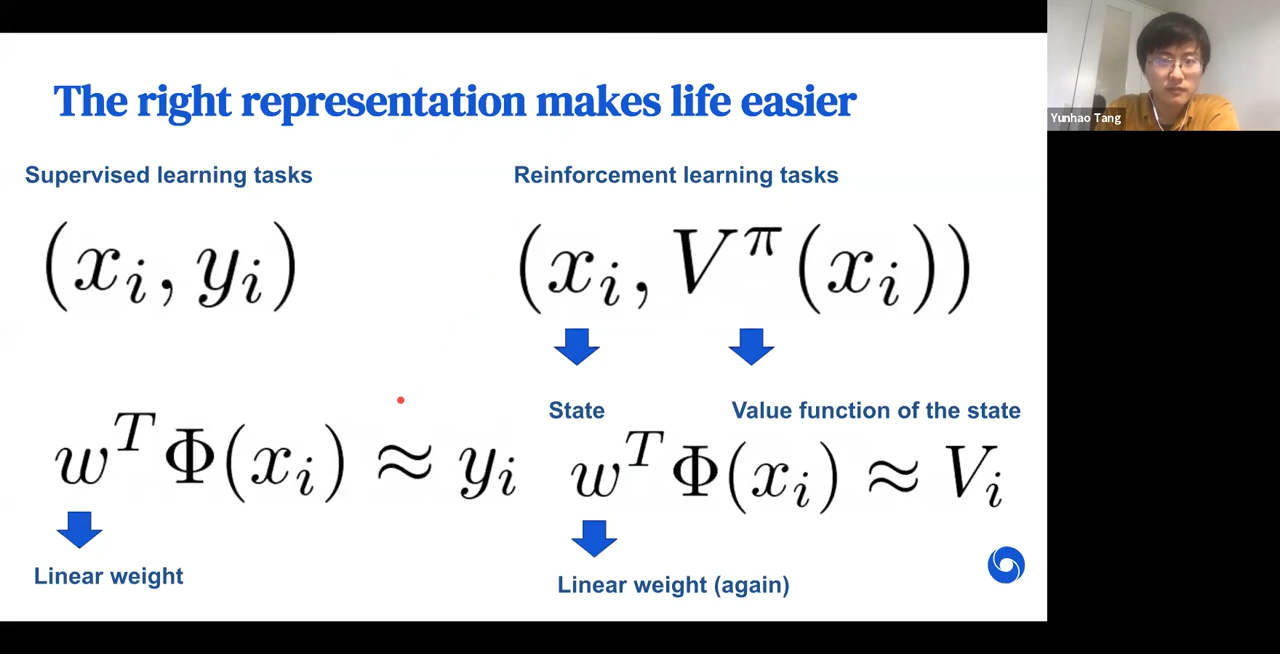 The right representation makes life easier
Yunhao Tang
Supervised learning tasks
Reinforcement learning tasks
(x_i, y_i)
(x_i, V^π(x_i))
State
Value function of the state
w^T Φ(x_i) ≈ y_i
w^T Φ(x_i) ≈ V_i
Linear weight
Linear weight (again)